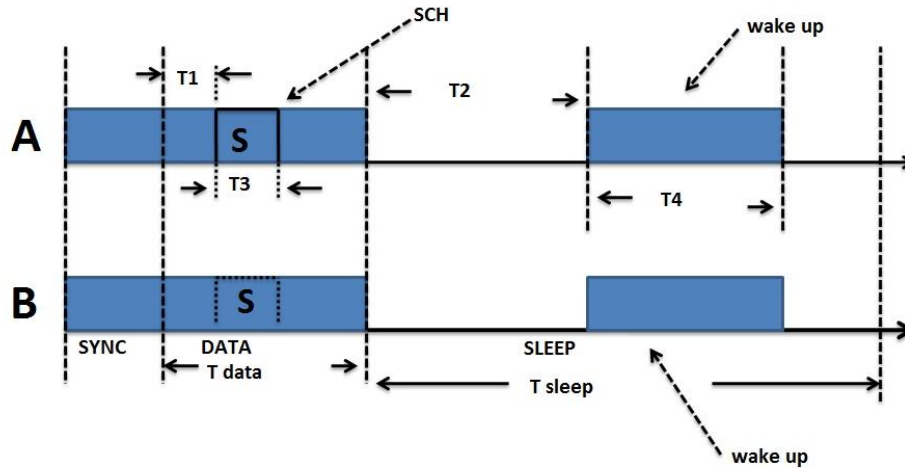 SCH
wake up
T1
T2
A
S
T3
T4
B
S
SYNC
DATA
SLEEP
T data
T sleep
wake up